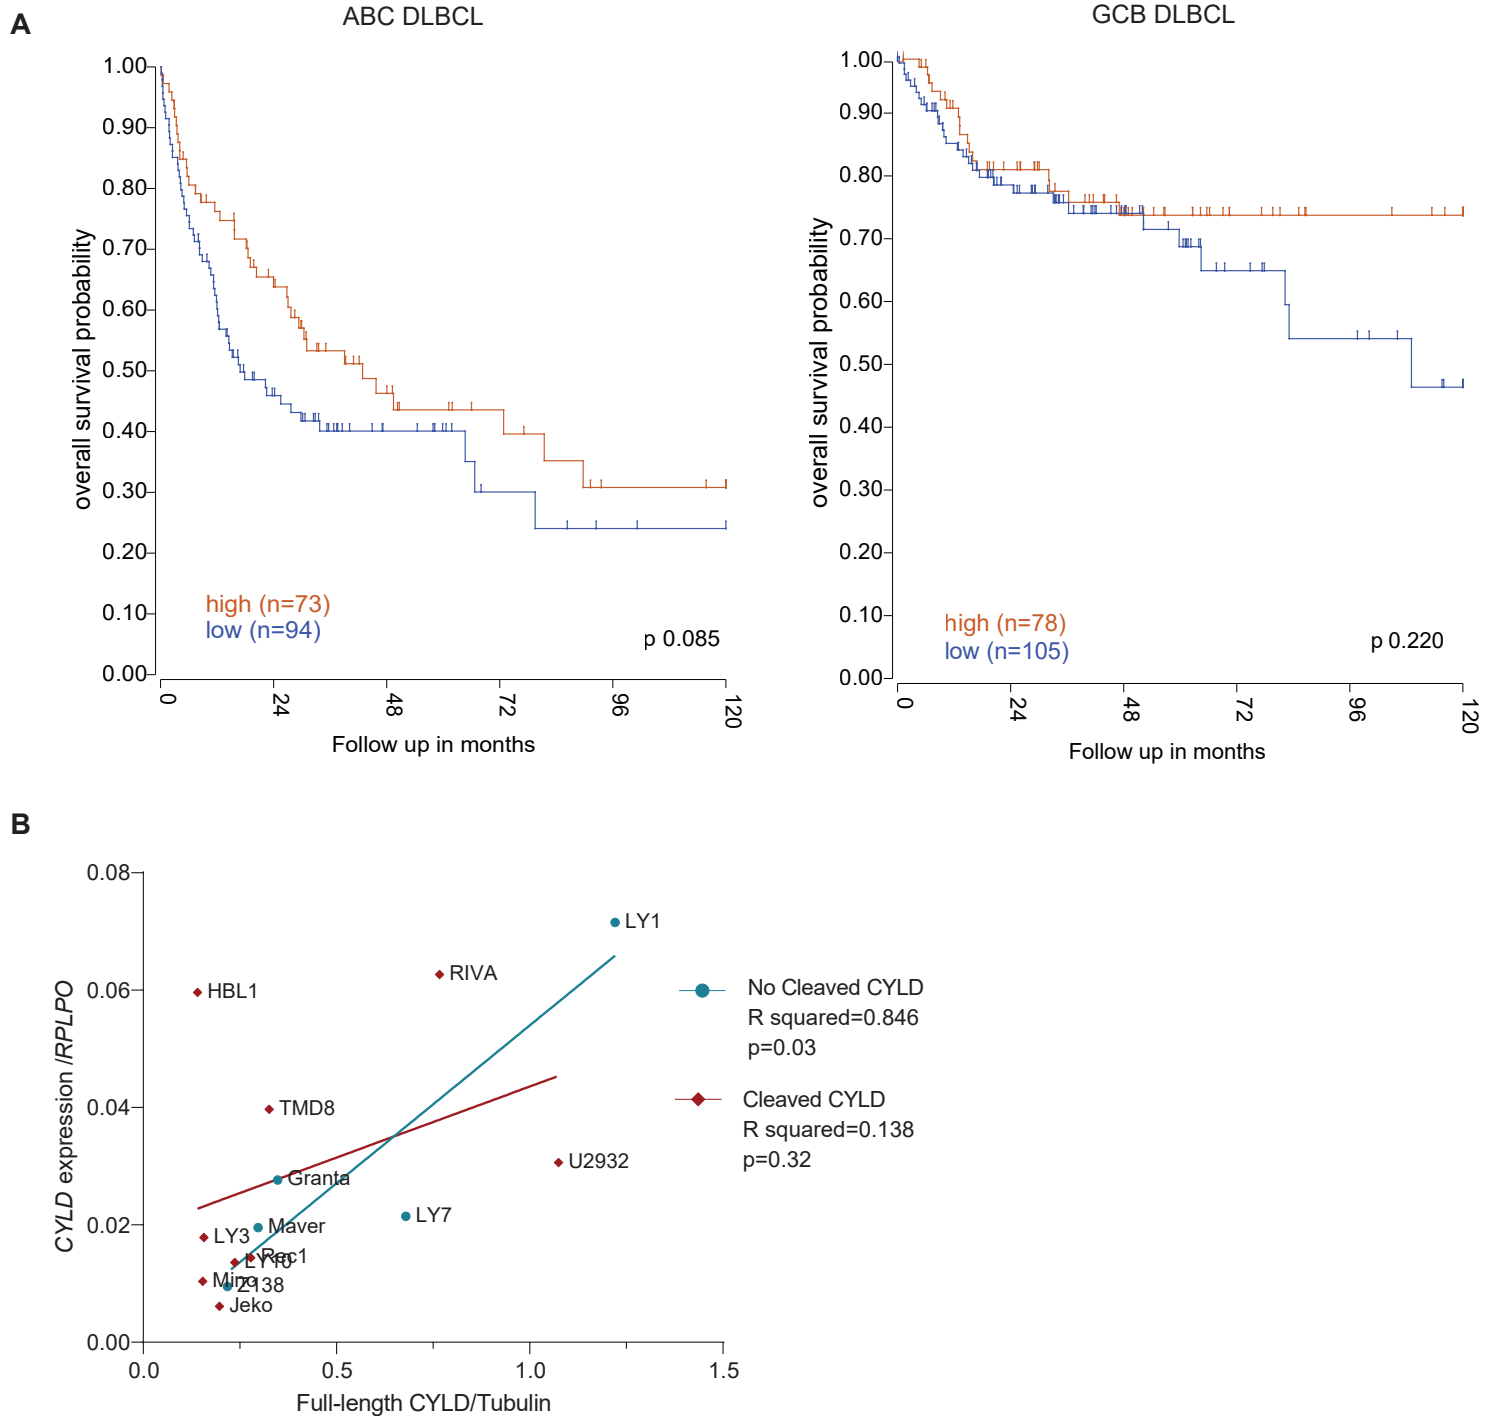 A
ABC DLBCL
GCB DLBCL
1.00
0.90
0.80
0.70
0.60
0.50
0.40
0.30
0.20
0.10
0.00
overall survival probability
high (n=73)
low (n=94)
p 0.085
0
24
48
72
96
120
Follow up in months
1.00
0.90
0.80
0.70
0.60
0.50
0.40
0.30
0.20
0.10
0.00
overall survival probability
high (n=78)
low (n=105)
p 0.220
0
24
48
72
96
120
Follow up in months
B
0.08
0.06
0.04
0.02
0.00
CYLD expression /RPLPO
LY1
RIVA
HBL1
TMD8
U2932
Granta
LY7
Maver
LY3
Rec1
LY10
Mino
Z138
Jeko
0.0
0.5
1.0
1.5
Full-length CYLD/Tubulin
No Cleaved CYLD
R squared=0.846
p=0.03
Cleaved CYLD
R squared=0.138
p=0.32